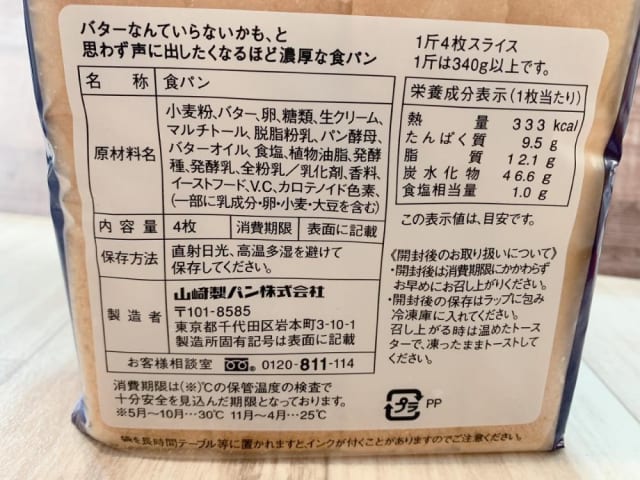 バターなんていらないかも、と
思わず声に出したくなるほど濃厚な食パン
名 称 食パン
原材料名
小麦粉、バター、卵、糖類、生クリーム、
マルチトール、脱脂粉乳、パン酵母、
バターオイル、食塩、植物油脂、発酵
種、発酵乳、全粉乳／乳化剤、香料、
イーストフード、V.C、カロテノイド色素、
(一部に乳成分・卵・小麦・大豆を含む)
内 容 量 4枚 消費期限 表面に記載
保存方法
直射日光、高温多湿を避けて
保存してください。
製 造 者
山崎製パン株式会社
〒101-8585
東京都千代田区岩本町3-10-1
製造所固有記号は表面に記載
お客様相談室 0120-811-114
消費期限は(※)℃の保管温度の検査で
十分安全を見込んだ期限となっております。
※5月～10月…30℃ 11月～4月…25℃
1斤4枚スライス
1斤は340g以上です。
栄養成分表示(1枚当たり)
熱 量 333 kcal
たんぱく質 9.5 g
脂 質 12.1 g
炭水化物 46.6 g
食塩相当量 1.0 g
この表示値は、目安です。
《開封後のお取り扱いについて》
・開封後は消費期限にかかわらず
お早めにお召し上がりください。
・開封後の保存はラップに包み
冷凍庫に入れてください。
召し上がる時は温めたトース
ターで、凍ったままトーストして
ください。
プラ PP
袋を長時間テーブル等に置かれますと、インクが付くことがありますのでご注意ください。